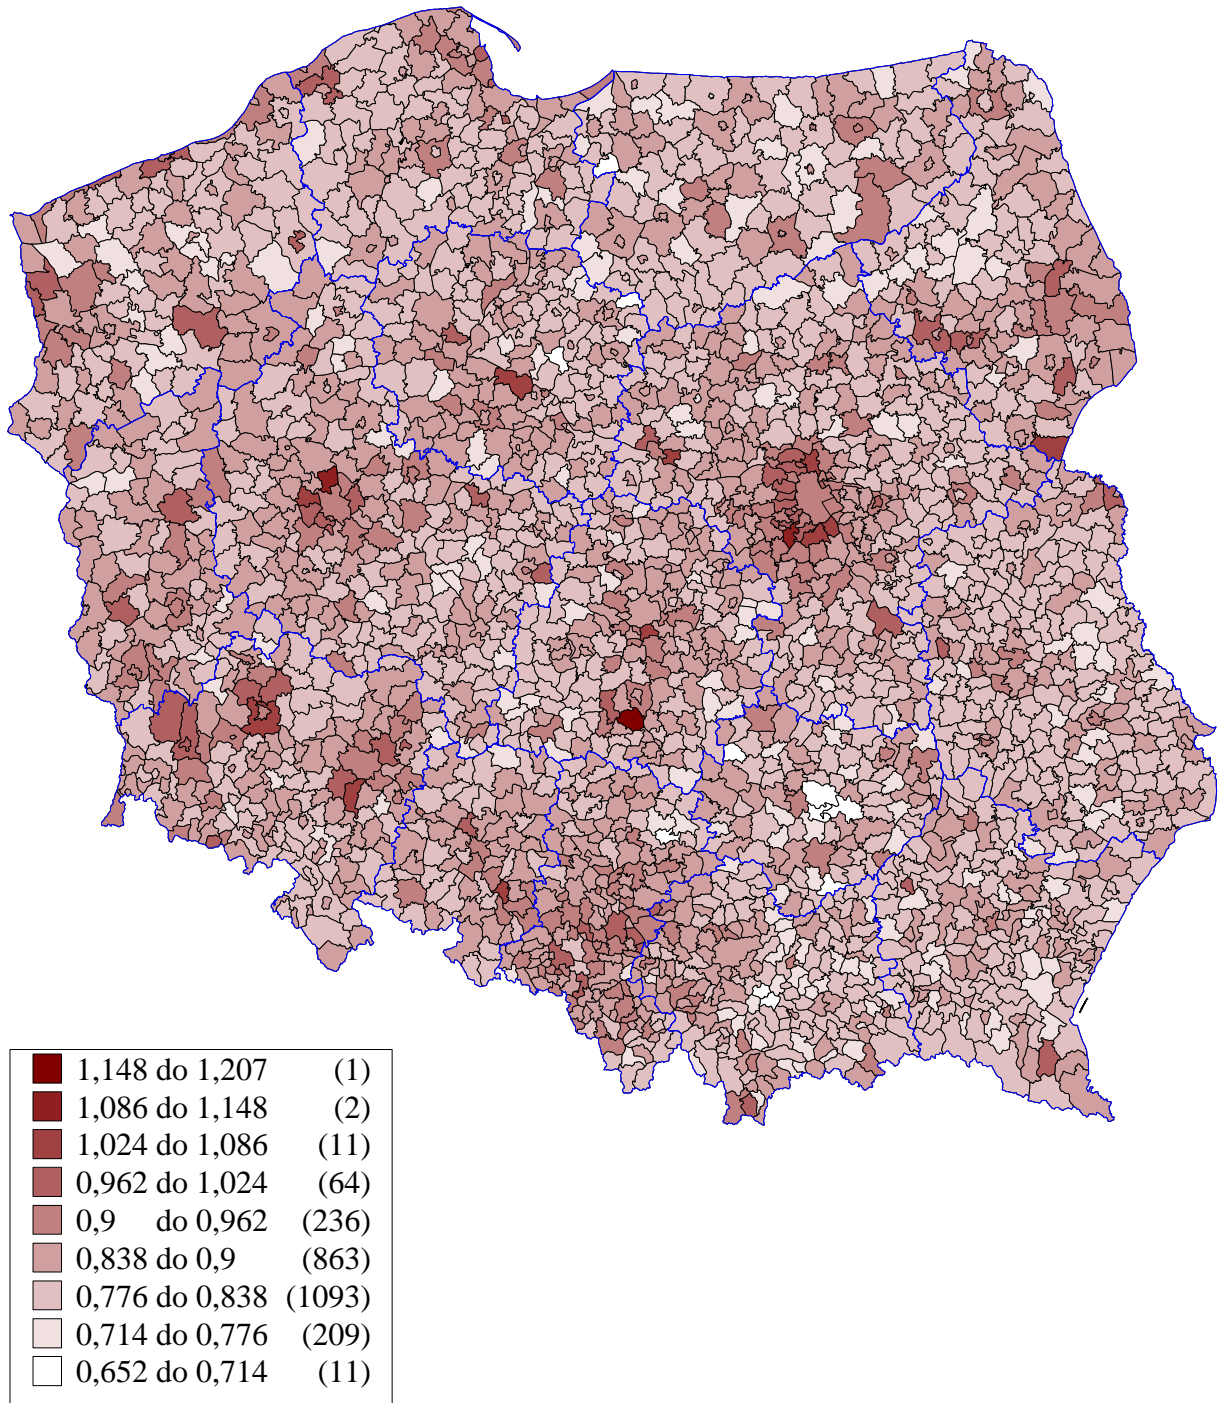 1,148 do 1,207 (1)
1,086 do 1,148 (2)
1,024 do 1,086 (11)
0,962 do 1,024 (64)
0,9 do 0,962 (236)
0,838 do 0,9 (863)
0,776 do 0,838 (1093)
0,714 do 0,776 (209)
0,652 do 0,714 (11)